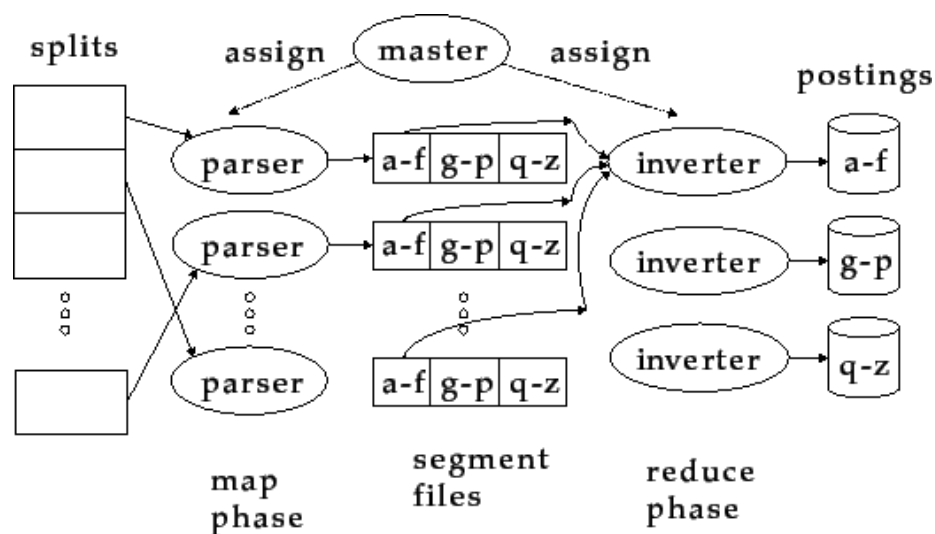 splits
assign
master
assign
postings
parser
a-f g-p q-z
inverter
a-f
parser
a-f g-p q-z
inverter
g-p
parser
a-f g-p q-z
inverter
q-z
map
phase
segment
files
reduce
phase